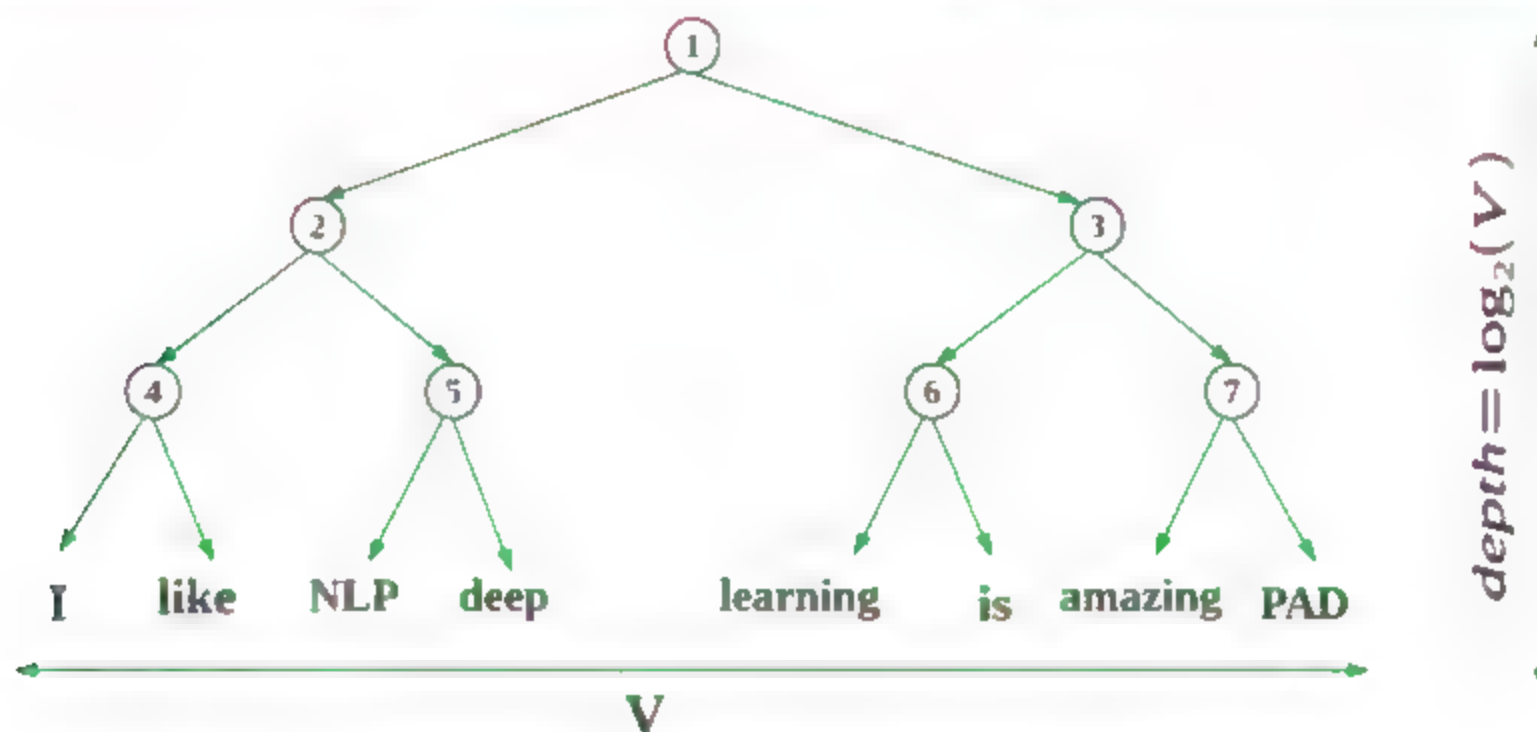 1
2 3
4 5 6 7
I like NLP deep learning is amazing PAD
V
depth=log₂(V)